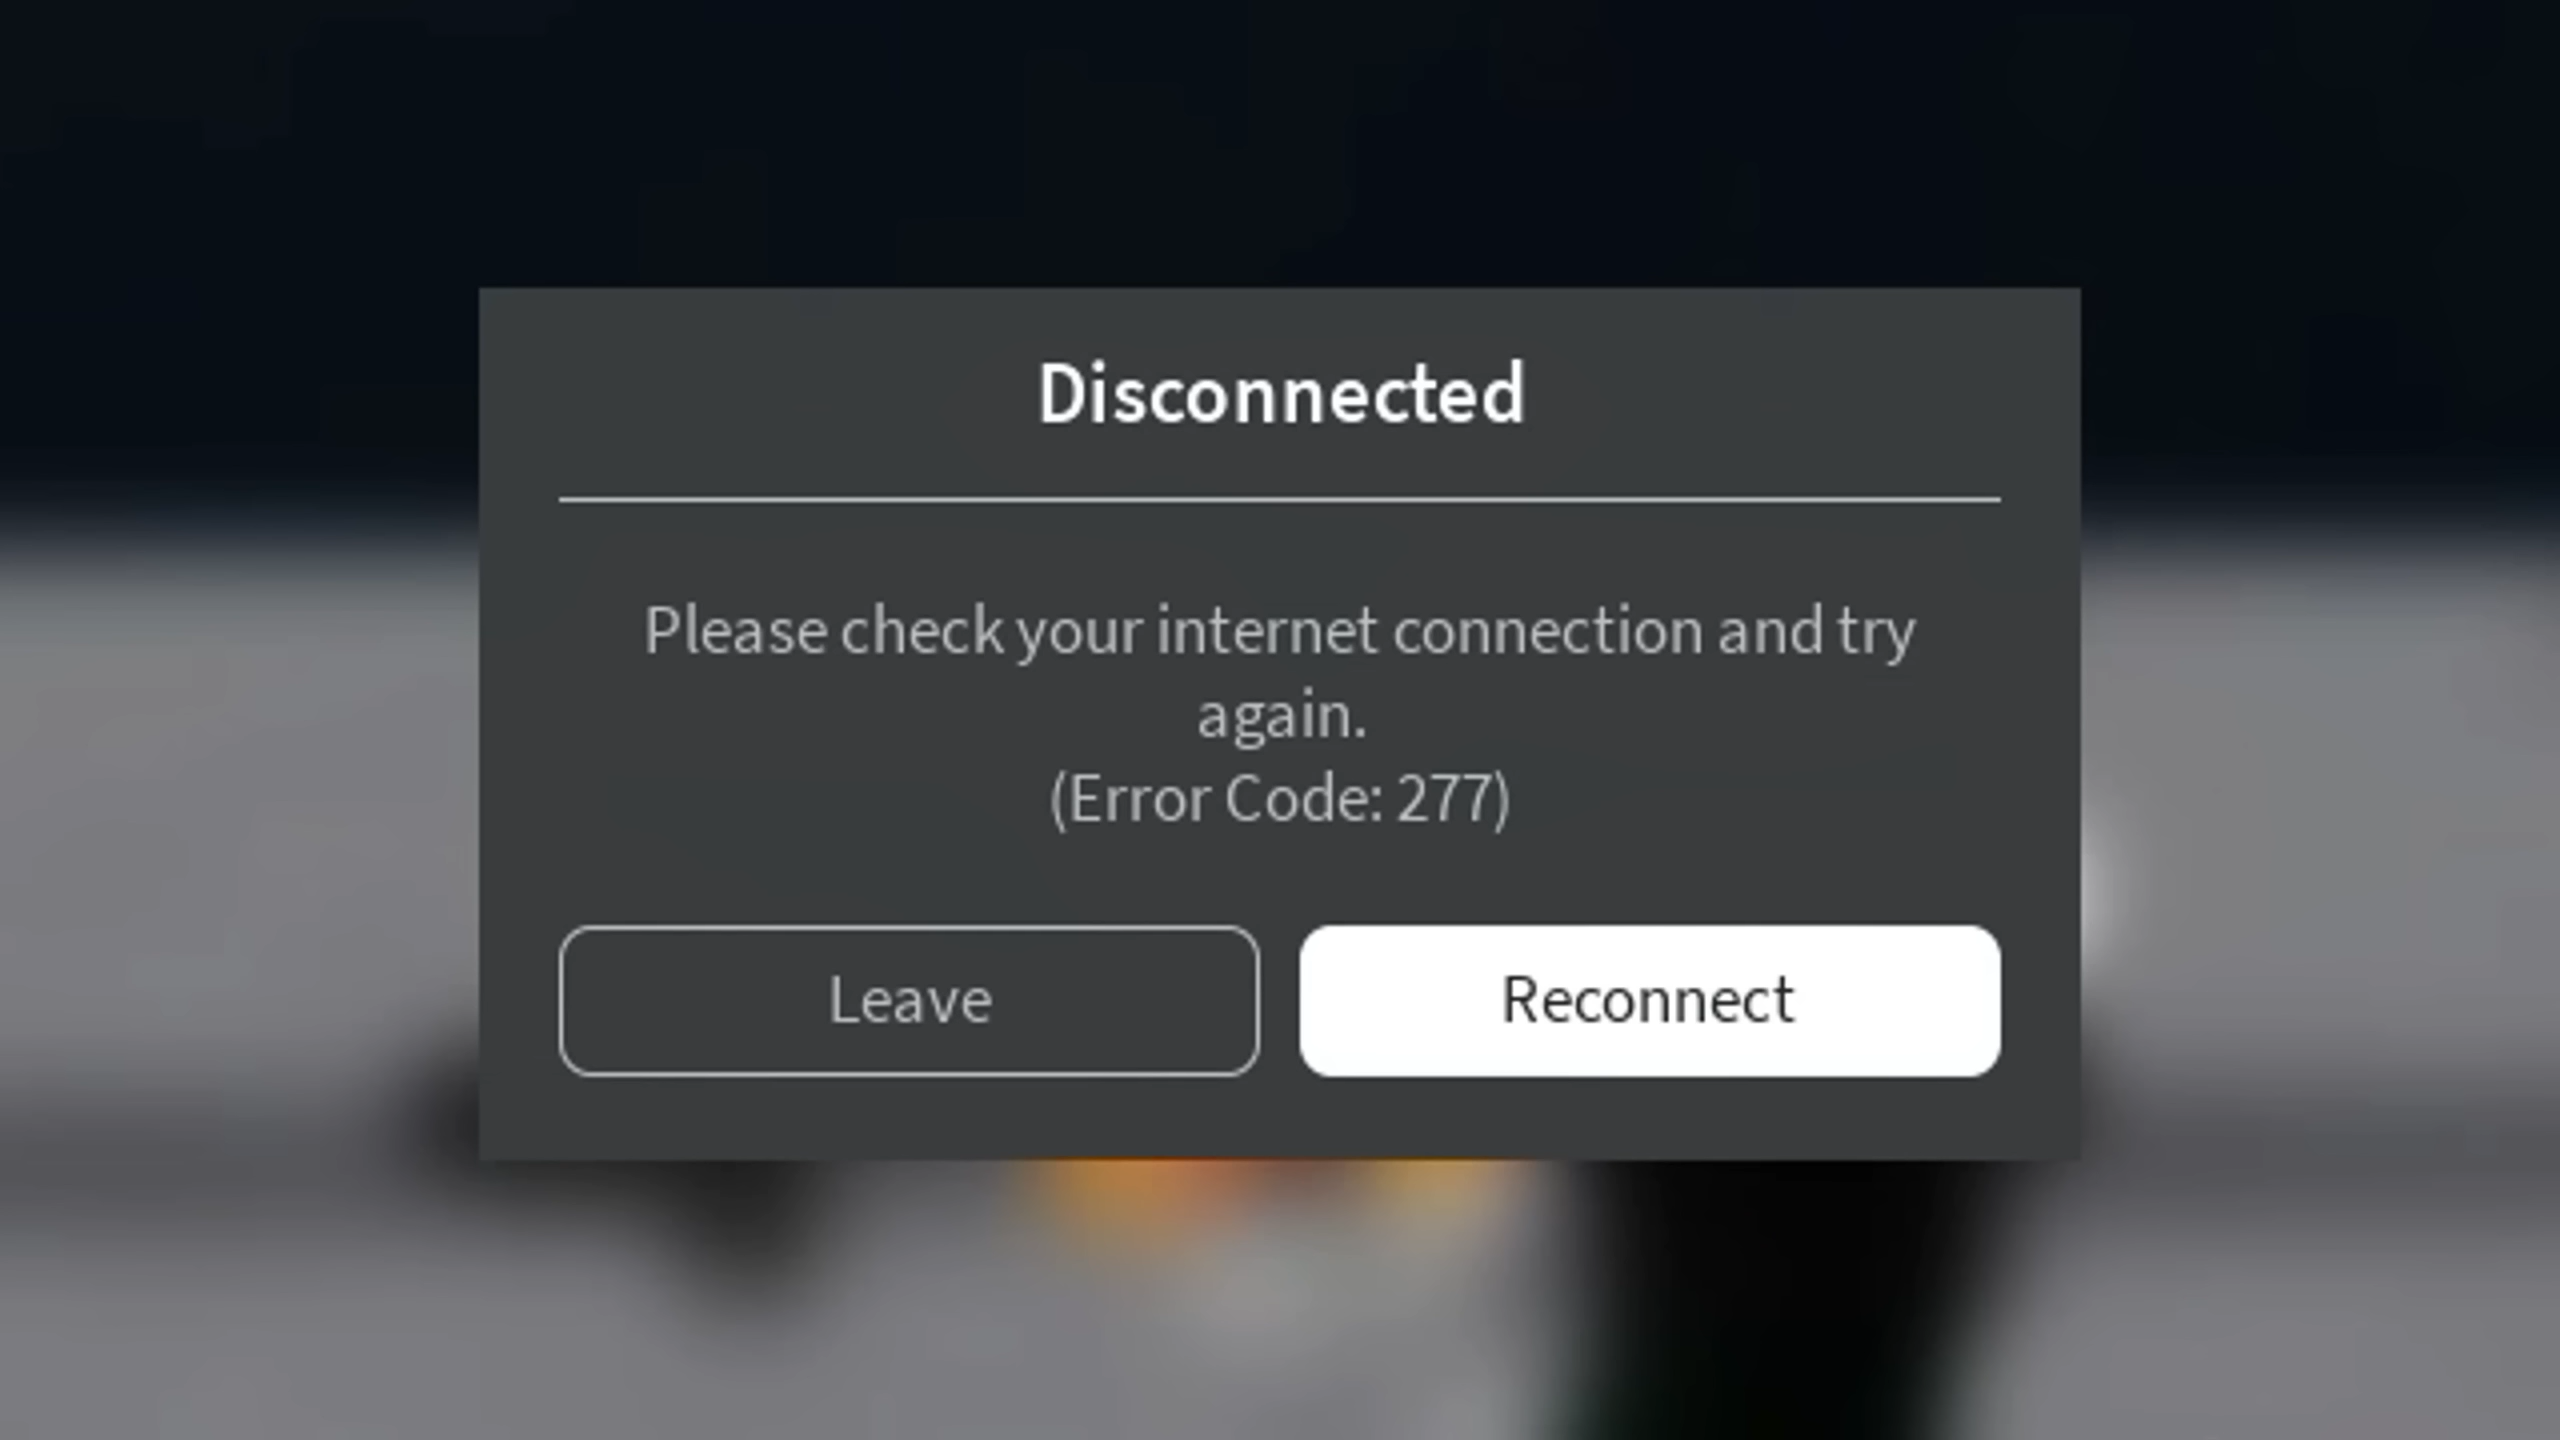 Disconnected
Please check your internet connection and try
again.
(Error Code: 277)
Leave
Reconnect